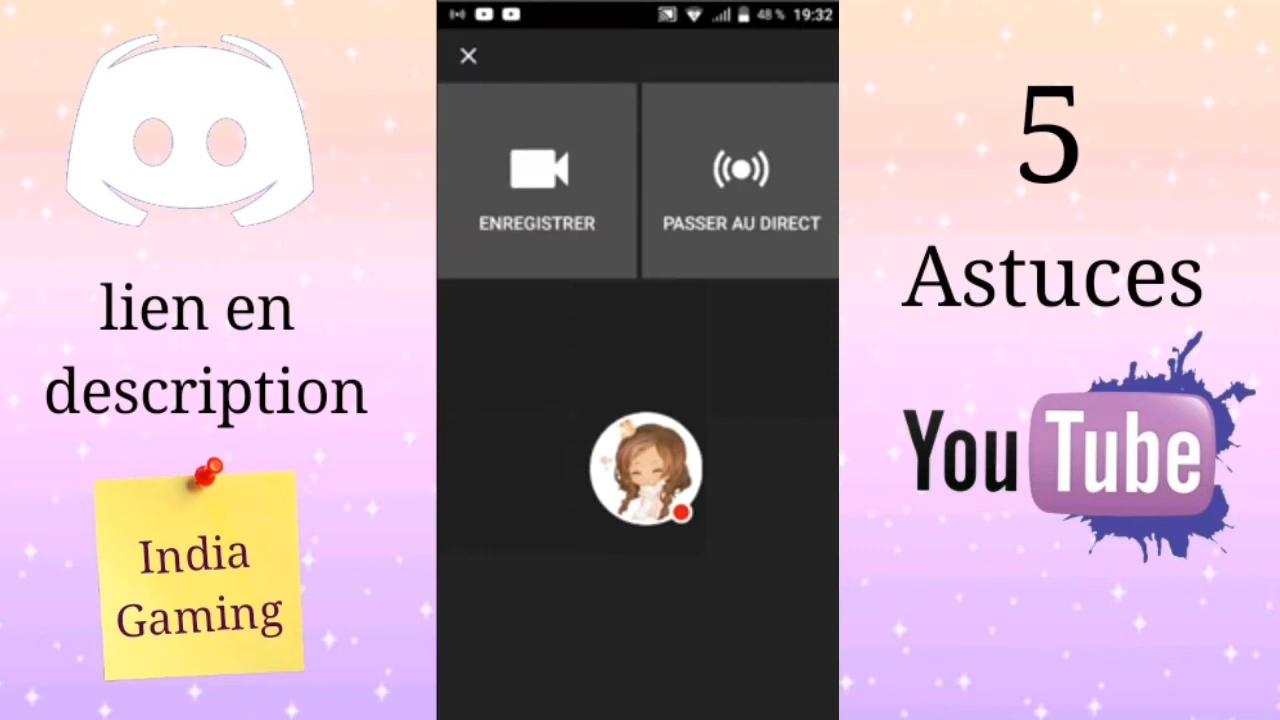 lien en
description
India
Gaming
48 % 19:32
ENREGISTRER
PASSER AU DIRECT
5
Astuces
YouTube